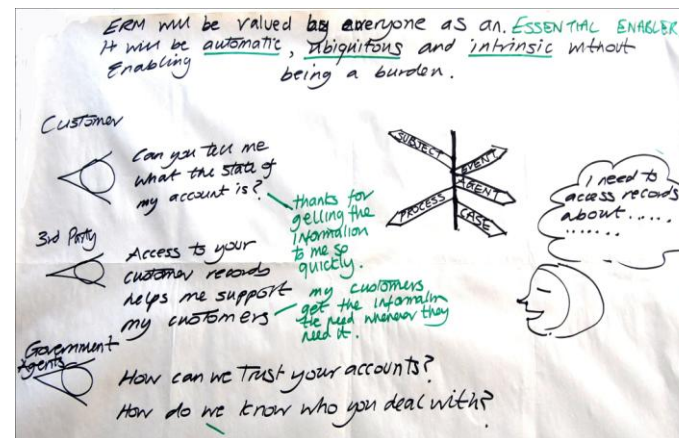 ERM will be valued by everyone as an ESSENTIAL ENABLER
It will be automatic, ubiquitous and intrinsic without
Enabling being a burden.
Customer
Can you tell me
what the state of
my account is?
thanks for
getting the
information
to me so
quickly.
3rd Party
Access to your
customer records
helps me support
my customers
my customers
get the information
they need whenever they
need it.
Government
Agents
How can we trust your accounts?
How do we know who you deal with?
SUBJECT
EVENT
AGENT
PROCESS
CASE
I need to
access records
about.....
.......